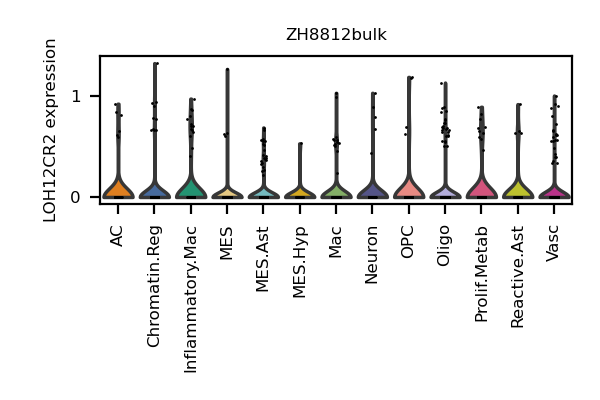 ZH8812bulk
LOH12CR2 expression
1
0
AC
Chromatin.Reg
Inflammatory.Mac
MES
MES.Ast
MES.Hyp
Mac
Neuron
OPC
Oligo
Prolif.Metab
Reactive.Ast
Vasc